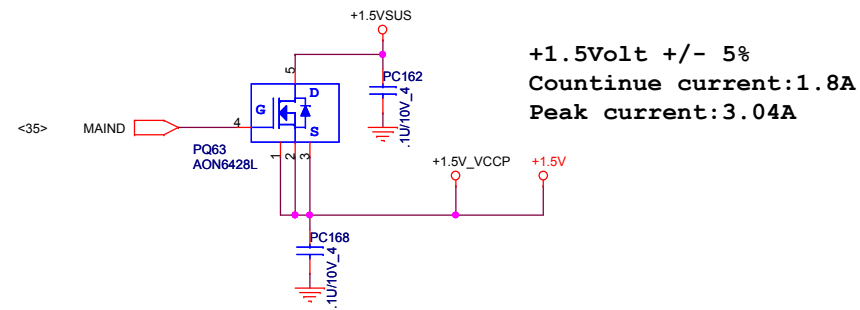 +1.5VSUS
+1.5Volt +/- 5%
Countinue current:1.8A
Peak current:3.04A
5
D
PC162
.1U/10V_4
G
<35>
MAIND
4
S
PQ63
AON6428L
1
2
3
+1.5V_VCCP
+1.5V
PC168
.1U/10V_4